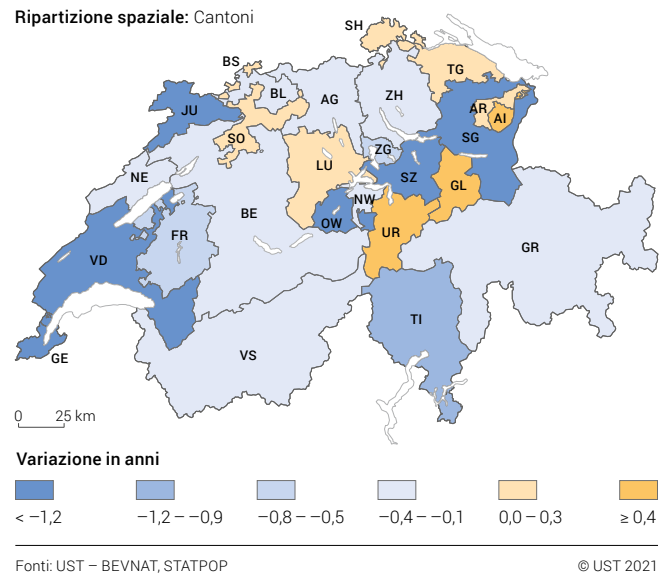 Ripartizione spaziale: Cantoni
SH
BS
TG
BL
JU
AG
ZH
AR
AI
SO
SG
ZG
LU
NE
SZ
GL
NW
BE
OW
FR
UR
GR
VD
TI
GE
VS
0 25 km
Variazione in anni
< –1,2
–1,2 – –0,9
–0,8 – –0,5
–0,4 – –0,1
0,0 – 0,3
≥ 0,4
Fonti: UST – BEVNAT, STATPOP
© UST 2021